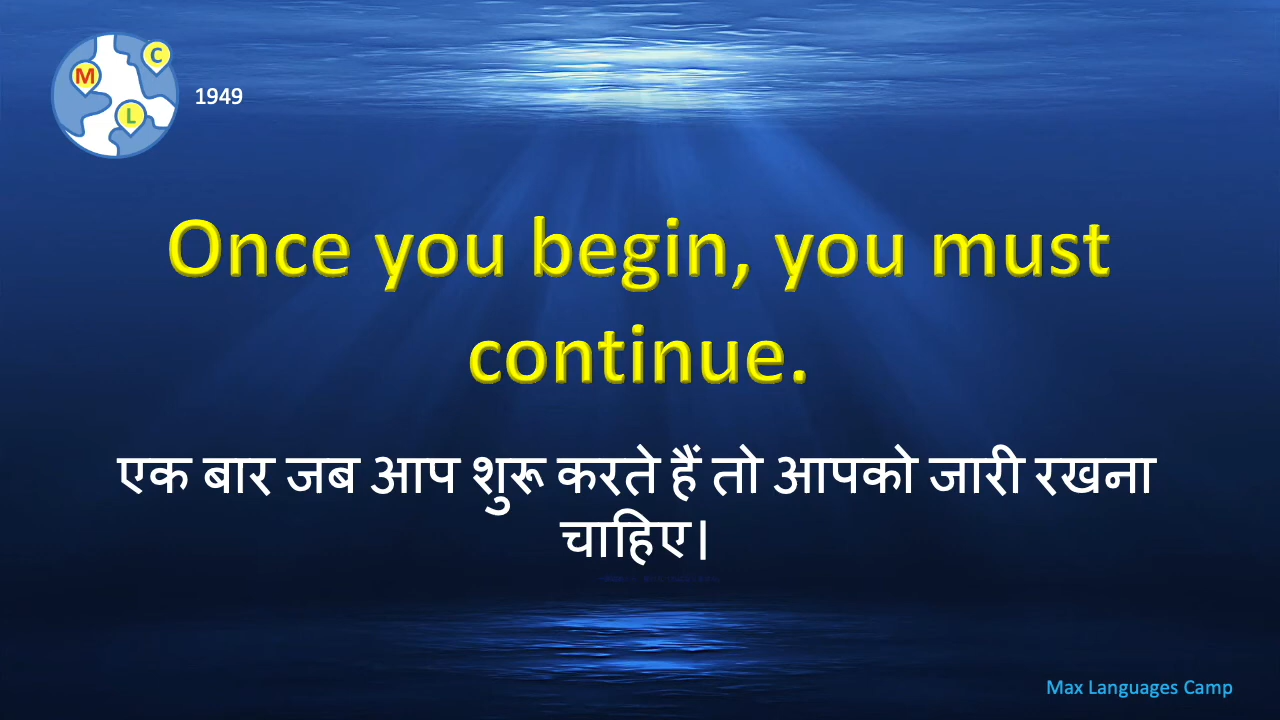 C
M
L
1949
Once you begin, you must
continue.
एक बार जब आप शुरू करते हैं तो आपको जारी रखना
चाहिए।
Max Languages Camp